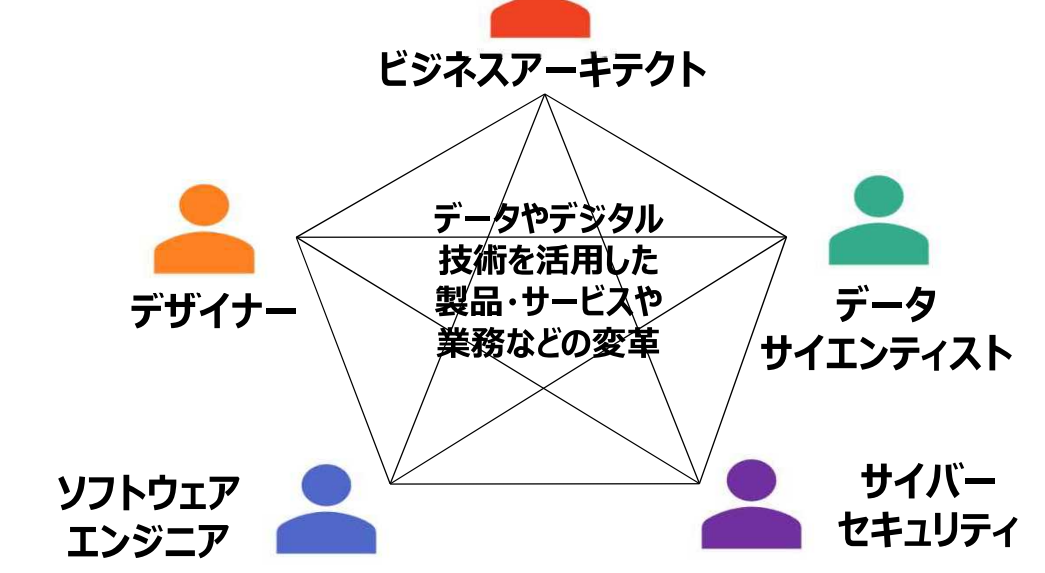 ビジネスアーキテクト
データやデジタル
技術を活用した
製品・サービスや
業務などの変革
デザイナー
データ
サイエンティスト
ソフトウェア
エンジニア
サイバー
セキュリティ